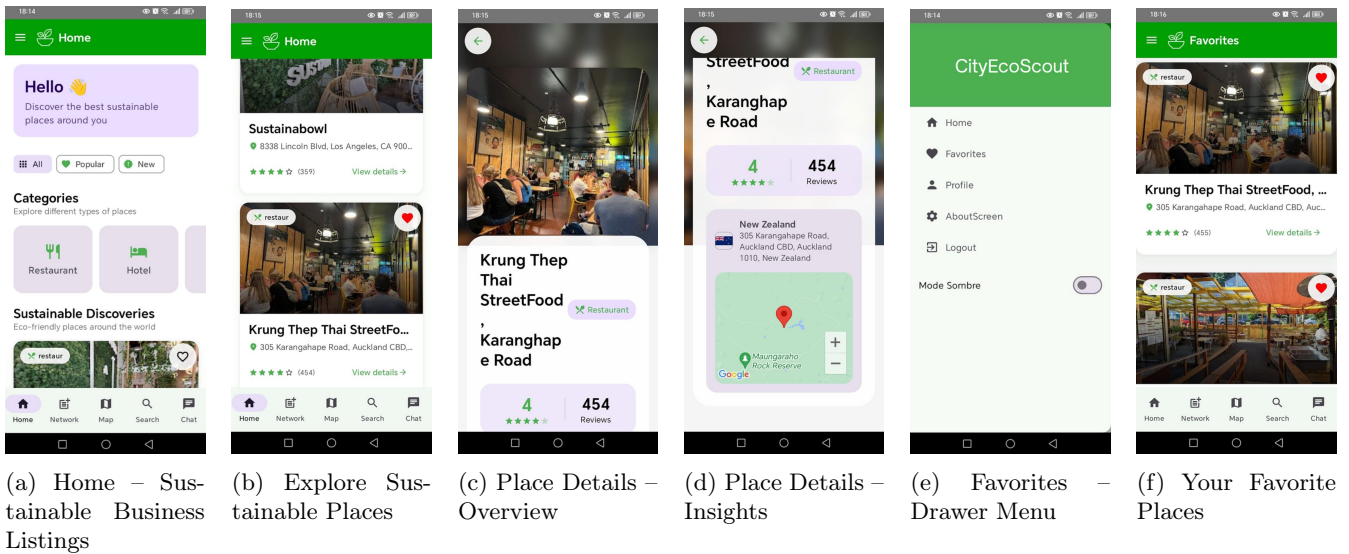 18:14
Home
Hello 👋
Discover the best sustainable
places around you
All
Popular
New
Categories
Explore different types of places
Restaurant
Hotel
Sustainable Discoveries
Eco-friendly places around the world
restaur
Home
Network
Map
Search
Chat
(a) Home – Sus-
tainable Business
Listings
18:15
Home
Sustainabowl
8338 Lincoln Blvd, Los Angeles, CA 900...
(359)
View details →
restaur
Krung Thep Thai StreetFo...
305 Karangahape Road, Auckland CBD,...
(454)
View details →
Home
Network
Map
Search
Chat
(b) Explore Sus-
tainable Places
18:15
Krung Thep
Thai
StreetFood
,
Karanghap
e Road
Restaurant
4
454
Reviews
(c) Place Details –
Overview
18:15
StreetFood
,
Karanghap
e Road
Restaurant
4
454
Reviews
New Zealand
305 Karangahape Road,
Auckland CBD, Auckland
1010, New Zealand
Maungaraho
Rock Reserve
Google
+
−
(d) Place Details –
Insights
18:14
CityEcoScout
Home
Favorites
Profile
AboutScreen
Logout
Mode Sombre
(e) Favorites –
Drawer Menu
18:16
Favorites
restaur
Krung Thep Thai StreetFood, ...
305 Karangahape Road, Auckland CBD, Auc...
(455)
View details →
restaur
Home
Network
Map
Search
Chat
(f) Your Favorite
Places